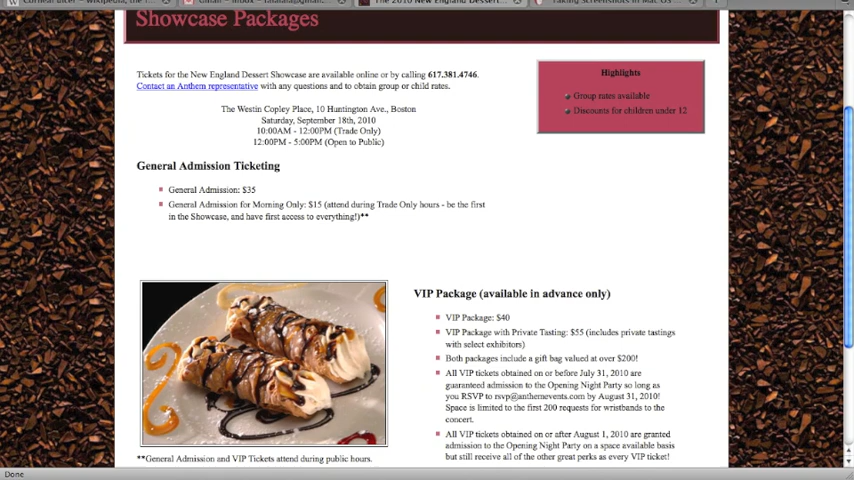 Showcase Packages
Tickets for the New England Dessert Showcase are available online or by calling 617.381.4746.
Contact an Anthem representative with any questions and to obtain group or child rates.
The Westin Copley Place, 10 Huntington Ave., Boston
Saturday, September 18th, 2010
10:00AM - 12:00PM (Trade Only)
12:00PM - 5:00PM (Open to Public)
Highlights
Group rates available
Discounts for children under 12
General Admission Ticketing
General Admission: $35
General Admission for Morning Only: $15 (attend during Trade Only hours - be the first
in the Showcase, and have first access to everything!)**
VIP Package (available in advance only)
VIP Package: $40
VIP Package with Private Tasting: $55 (includes private tastings
with select exhibitors)
Both packages include a gift bag valued at over $200!
All VIP tickets obtained on or before July 31, 2010 are
guaranteed admission to the Opening Night Party so long as
you RSVP to rsvp@anthemevents.com by August 31, 2010!
Space is limited to the first 200 requests for wristbands to the
concert.
All VIP tickets obtained on or after August 1, 2010 are granted
admission to the Opening Night Party on a space available basis
but still receive all of the other great perks as every VIP ticket!
**General Admission and VIP Tickets attend during public hours.
Done